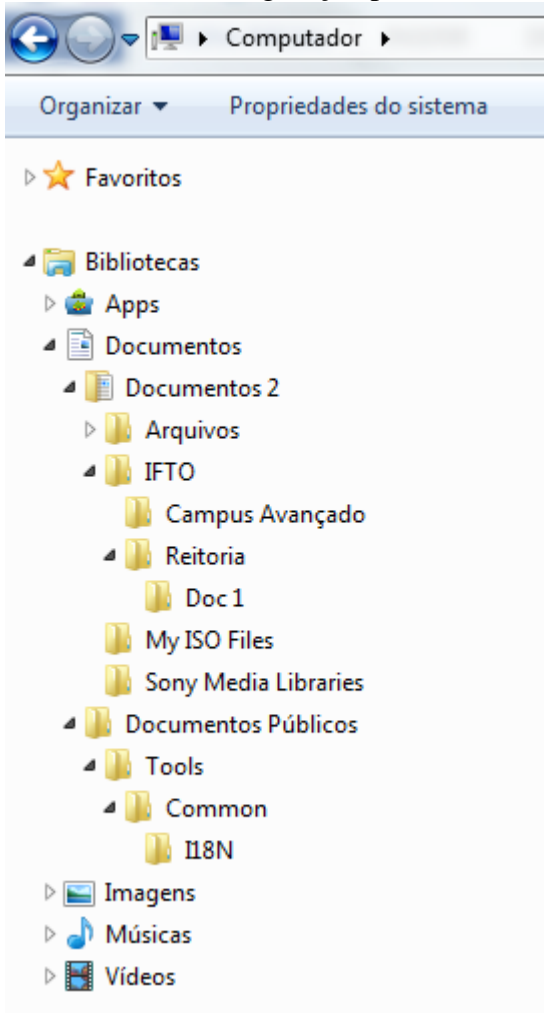 Computador
Organizar Propriedades do sistema
Favoritos
Bibliotecas
Apps
Documentos
Documentos 2
Arquivos
IFTO
Campus Avançado
Reitoria
Doc 1
My ISO Files
Sony Media Libraries
Documentos Públicos
Tools
Common
I18N
Imagens
Músicas
Vídeos